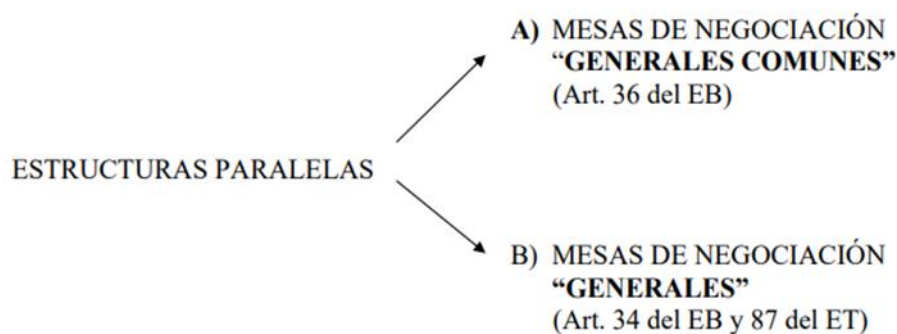 A) MESAS DE NEGOCIACIÓN
“GENERALES COMUNES”
(Art. 36 del EB)
ESTRUCTURAS PARALELAS
B) MESAS DE NEGOCIACIÓN
“GENERALES”
(Art. 34 del EB y 87 del ET)